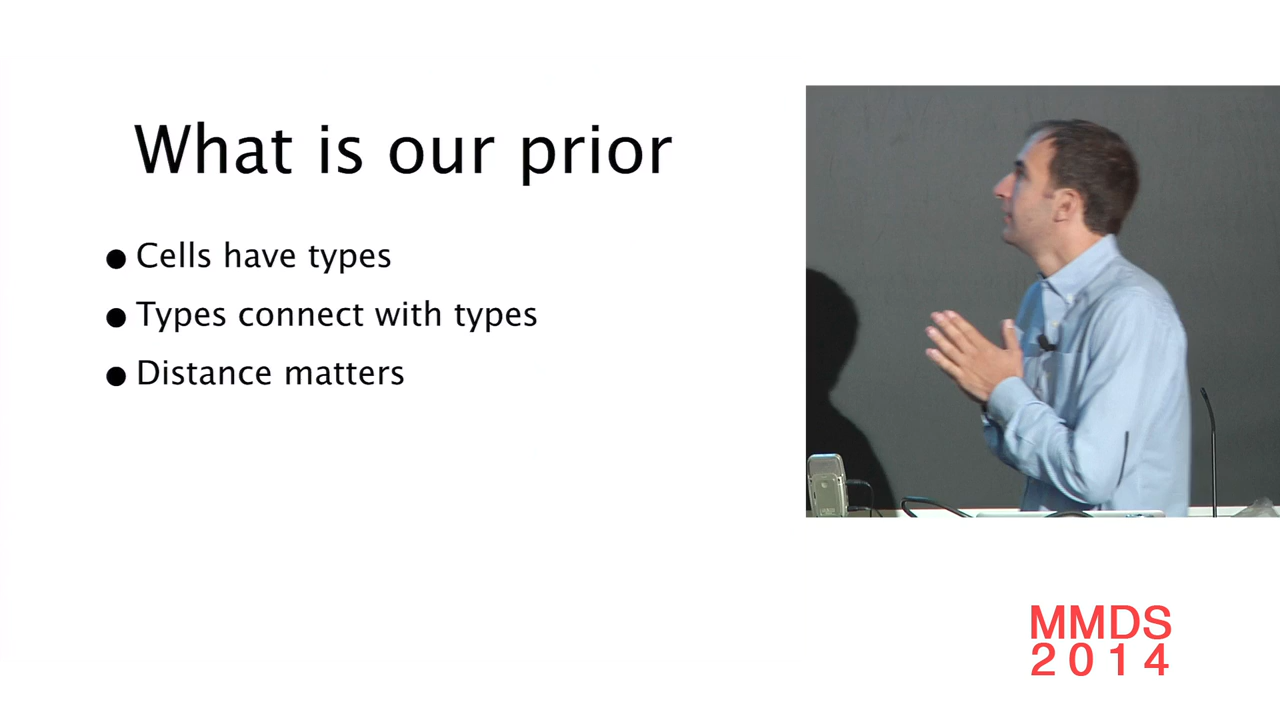 What is our prior
● Cells have types
● Types connect with types
● Distance matters
MMDS
2014